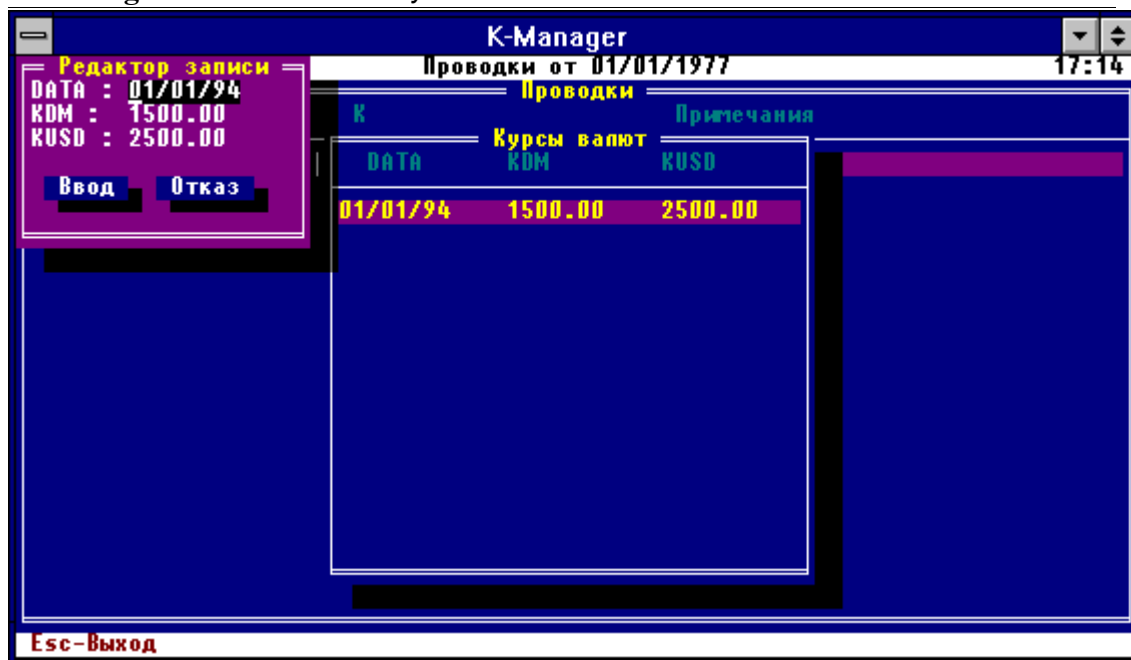 K-Manager
Проводки от 01/01/1977 17:14
Редактор записи
DATA : 01/01/94
KDM : 1500.00
KUSD : 2500.00
Ввод Отказ
Проводки
К Примечания
Курсы валют
DATA KDM KUSD
01/01/94 1500.00 2500.00
Esc-Выход